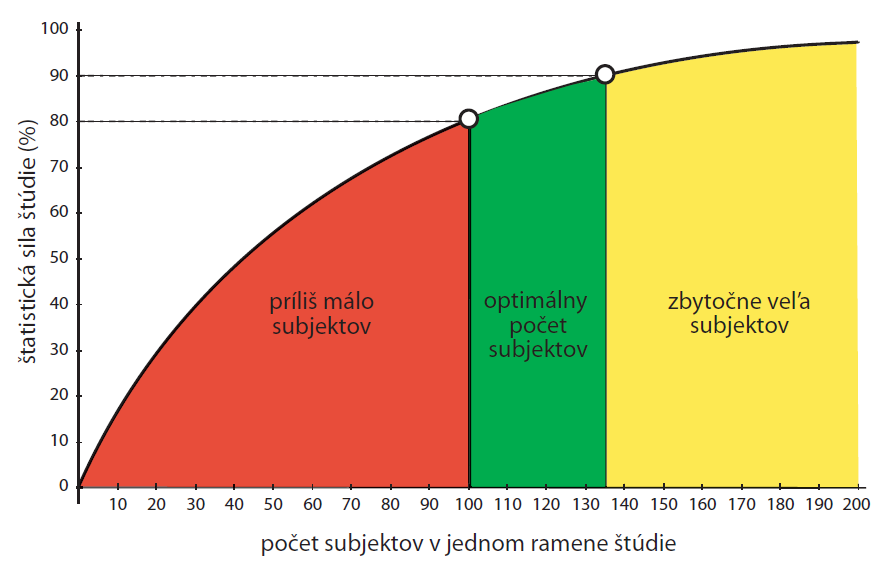 100
90
80
70
60
50
40
30
20
10
0
štatistická sila štúdie (%)
príliš málo
subjektov
optimálny
počet
subjektov
zbytočne veľa
subjektov
10 20 30 40 50 60 70 80 90 100 110 120 130 140 150 160 170 180 190 200
počet subjektov v jednom ramene štúdie